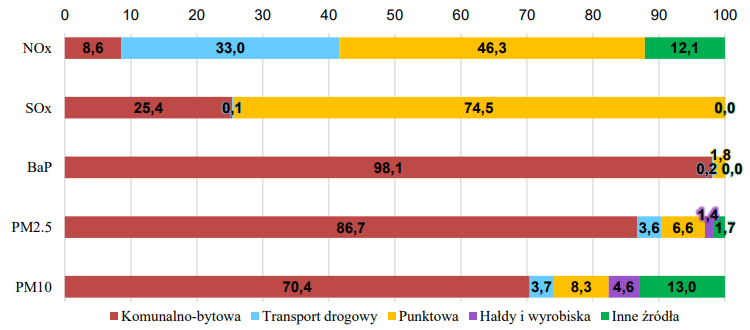 0 10 20 30 40 50 60 70 80 90 100
NOx 8,6 33,0 46,3 12,1
SOx 25,4 0,1 74,5 0,0
BaP 98,1 0,2 1,8 0,0
PM2.5 86,7 3,6 6,6 1,4 1,7
PM10 70,4 3,7 8,3 4,6 13,0
Komunalno-bytowa Transport drogowy Punktowa Hałdy i wyrobiska Inne źródła